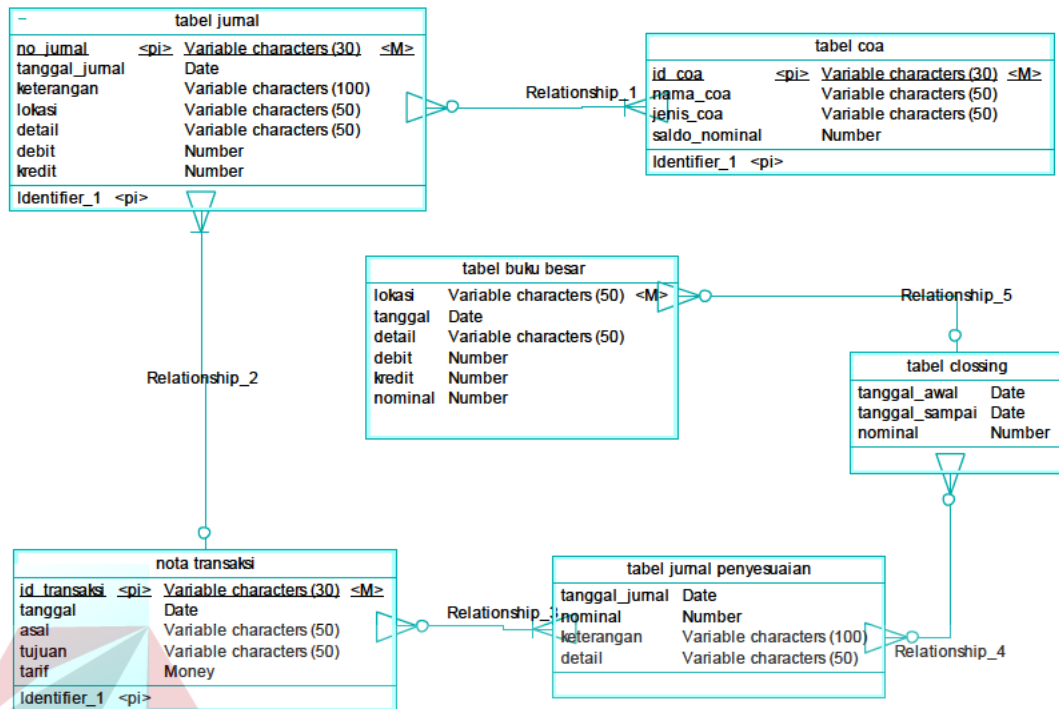 tabel jurnal
no_jurnal <pi> Variable characters (30) <M>
tanggal_jurnal Date
keterangan Variable characters (100)
lokasi Variable characters (50)
detail Variable characters (50)
debit Number
kredit Number
Identifier_1 <pi>
Relationship_1
tabel coa
id_coa <pi> Variable characters (30) <M>
nama_coa Variable characters (50)
jenis_coa Variable characters (50)
saldo_nominal Number
Identifier_1 <pi>
tabel buku besar
lokasi Variable characters (50) <M>
tanggal Date
detail Variable characters (50)
debit Number
kredit Number
nominal Number
Relationship_5
tabel clossing
tanggal_awal Date
tanggal_sampai Date
nominal Number
Relationship_2
nota transaksi
id_transaksi <pi> Variable characters (30) <M>
tanggal Date
asal Variable characters (50)
tujuan Variable characters (50)
tarif Money
Identifier_1 <pi>
Relationship_3
tabel jurnal penyesuaian
tanggal_jurnal Date
nominal Number
keterangan Variable characters (100)
detail Variable characters (50)
Relationship_4